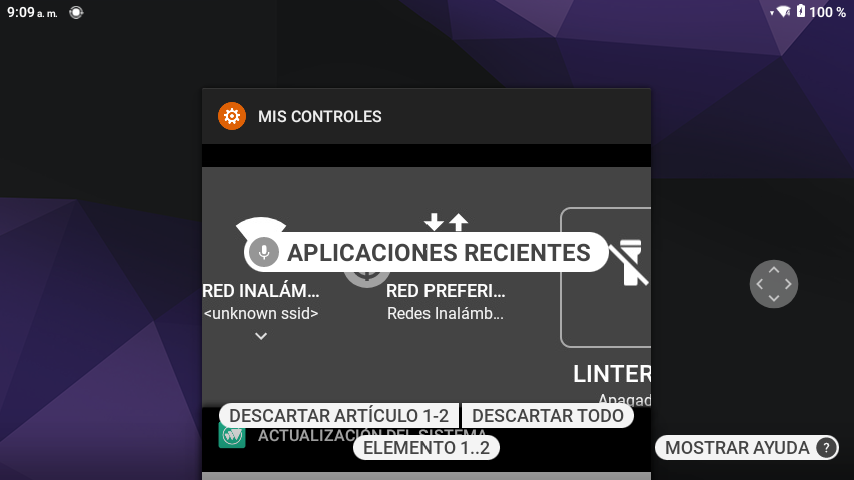 9:09 a. m.
100 %
MIS CONTROLES
APLICACIONES RECIENTES
RED INALÁM...
RED PREFERI...
<unknown ssid>
Redes Inalámb...
LINTER
Apagad
DESCARTAR ARTÍCULO 1-2
DESCARTAR TODO
ACTUALIZACIÓN DEL SISTEMA
ELEMENTO 1..2
MOSTRAR AYUDA ?